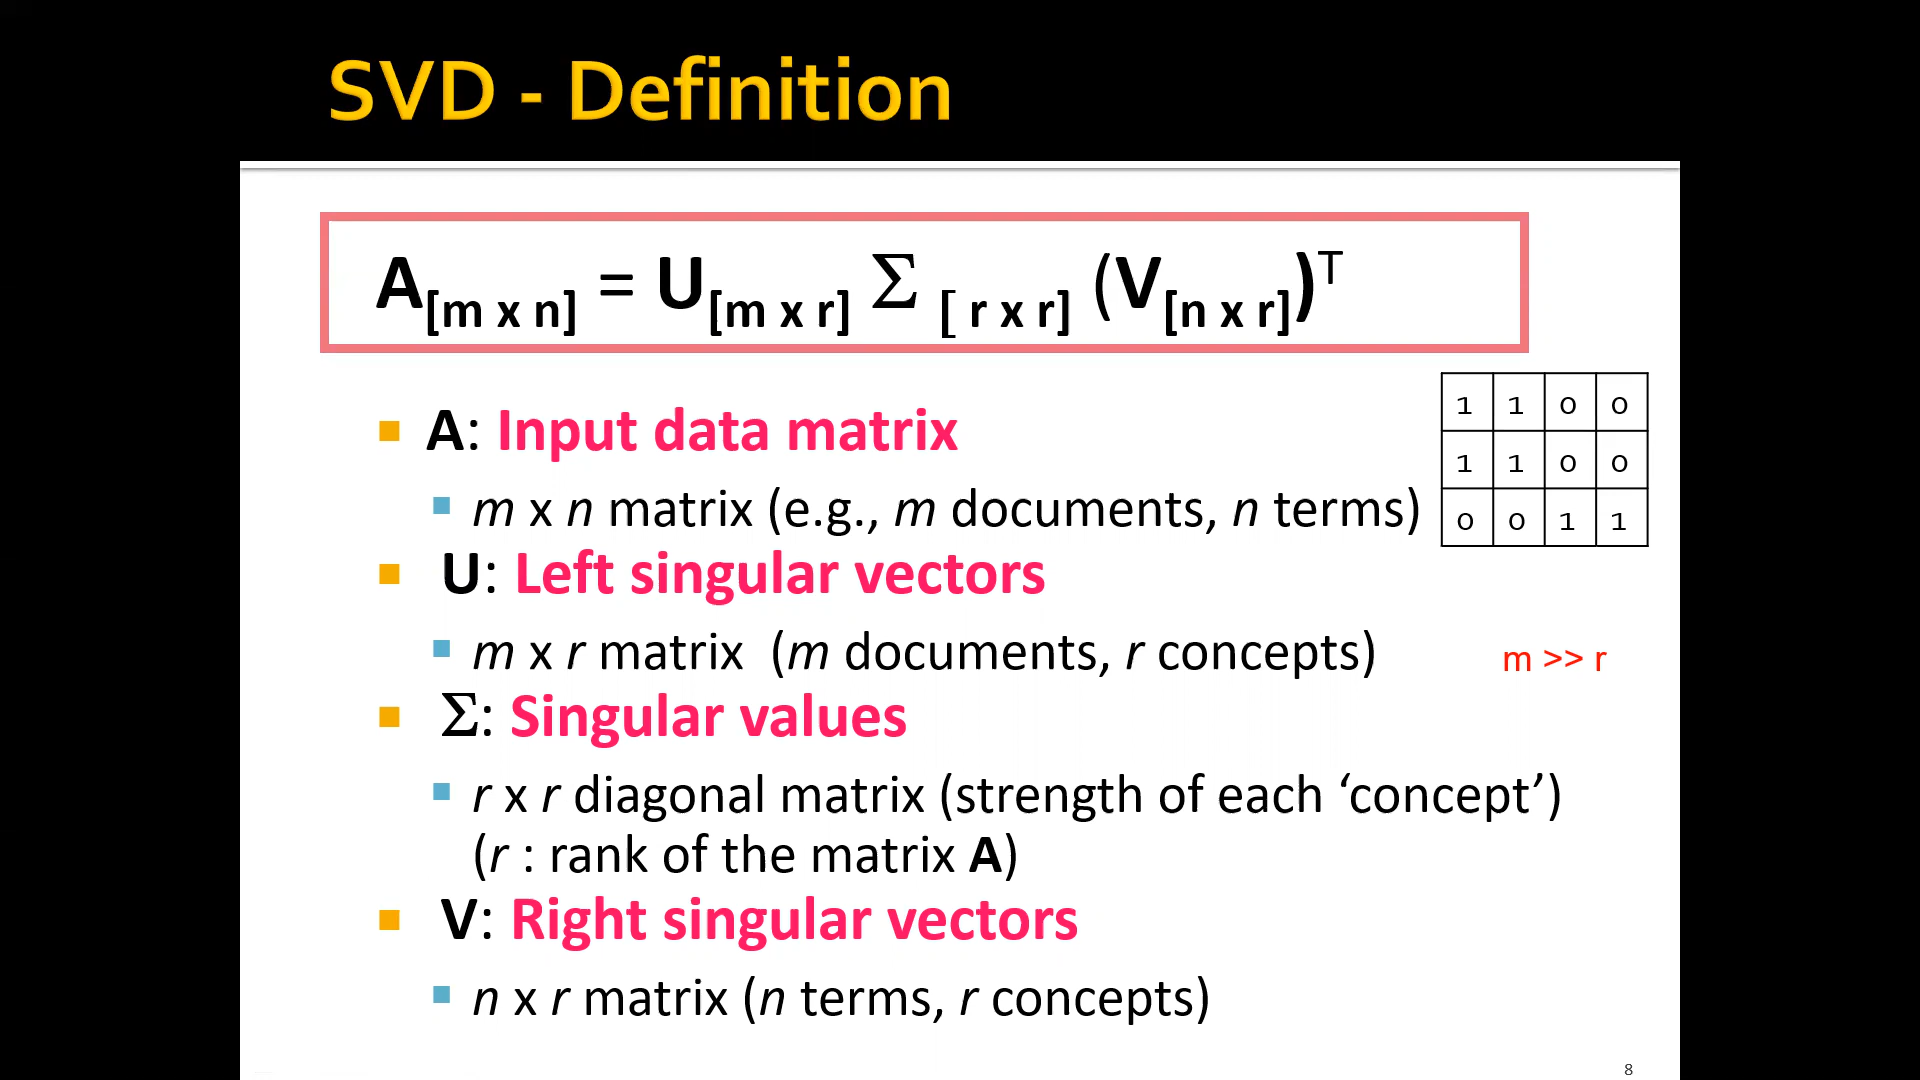 SVD - Definition
A[m x n] = U[m x r] Σ [ r x r] (V[n x r])T
1 1 0 0
1 1 0 0
0 0 1 1
A: Input data matrix
m x n matrix (e.g., m documents, n terms)
U: Left singular vectors
m x r matrix (m documents, r concepts)
m >> r
Σ: Singular values
r x r diagonal matrix (strength of each ‘concept’)
(r : rank of the matrix A)
V: Right singular vectors
n x r matrix (n terms, r concepts)
8